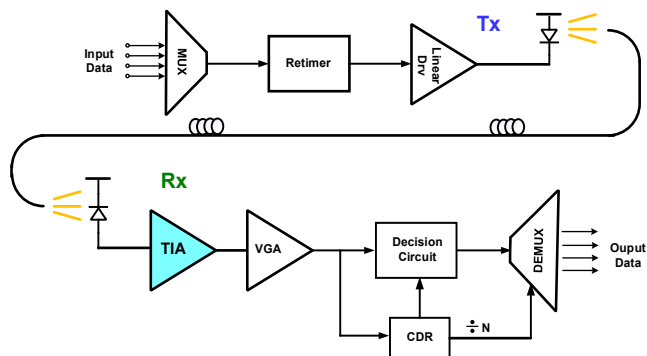 Tx
Input
Data
MUX
Retimer
Linear
Drv
Rx
TIA
VGA
Decision
Circuit
DEMUX
Ouput
Data
CDR
÷ N